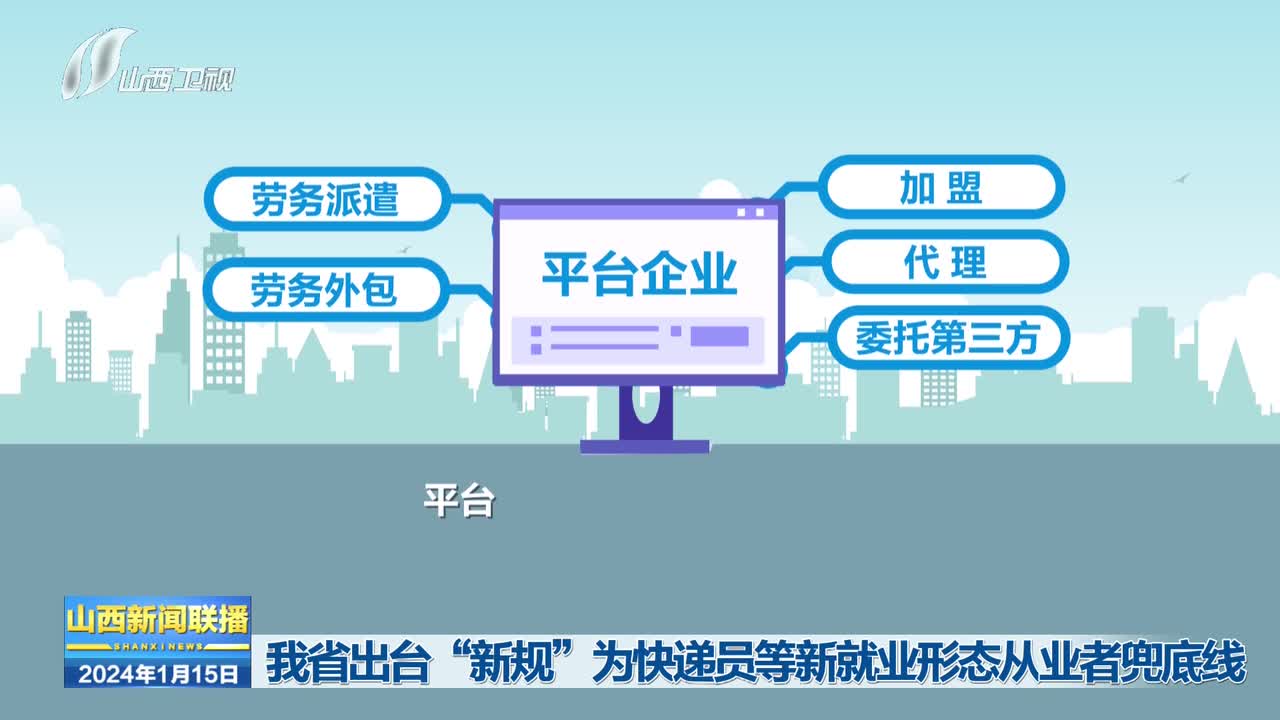 山西卫视
劳务派遣
劳务外包
平台企业
加盟
代理
委托第三方
平台
山西新闻联播
SHANXI NEWS
2024年1月15日
我省出台“新规”为快递员等新就业形态从业者兜底线